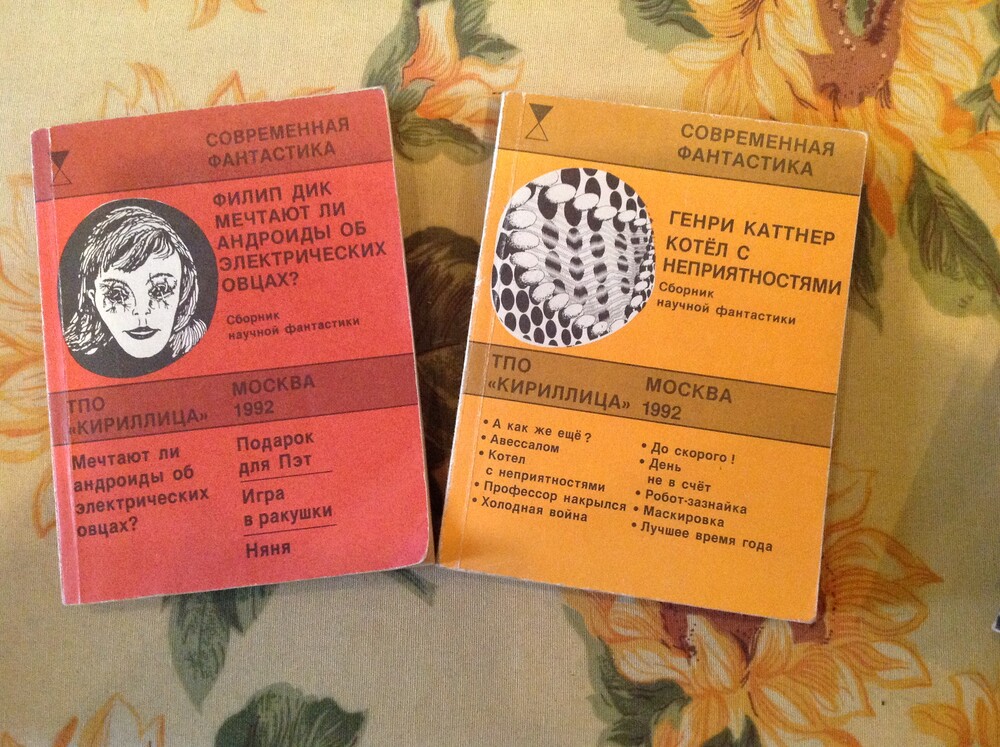 СОВРЕМЕННАЯ
ФАНТАСТИКА
ФИЛИП ДИК
МЕЧТАЮТ ЛИ
АНДРОИДЫ ОБ
ЭЛЕКТРИЧЕСКИХ
ОВЦАХ?
Сборник
научной фантастики
ТПО
«КИРИЛЛИЦА»
МОСКВА
1992
Мечтают ли
андроиды об
электрических
овцах?
Подарок
для Пэт
Игра
в ракушки
Няня
СОВРЕМЕННАЯ
ФАНТАСТИКА
ГЕНРИ КАТТНЕР
КОТЁЛ С
НЕПРИЯТНОСТЯМИ
Сборник
научной фантастики
ТПО
«КИРИЛЛИЦА»
МОСКВА
1992
• А как же ещё?
• Авессалом
• Котел
с неприятностями
• Профессор накрылся
• Холодная война
• До скорого!
• День
не в счёт
• Робот-зазнайка
• Маскировка
• Лучшее время года